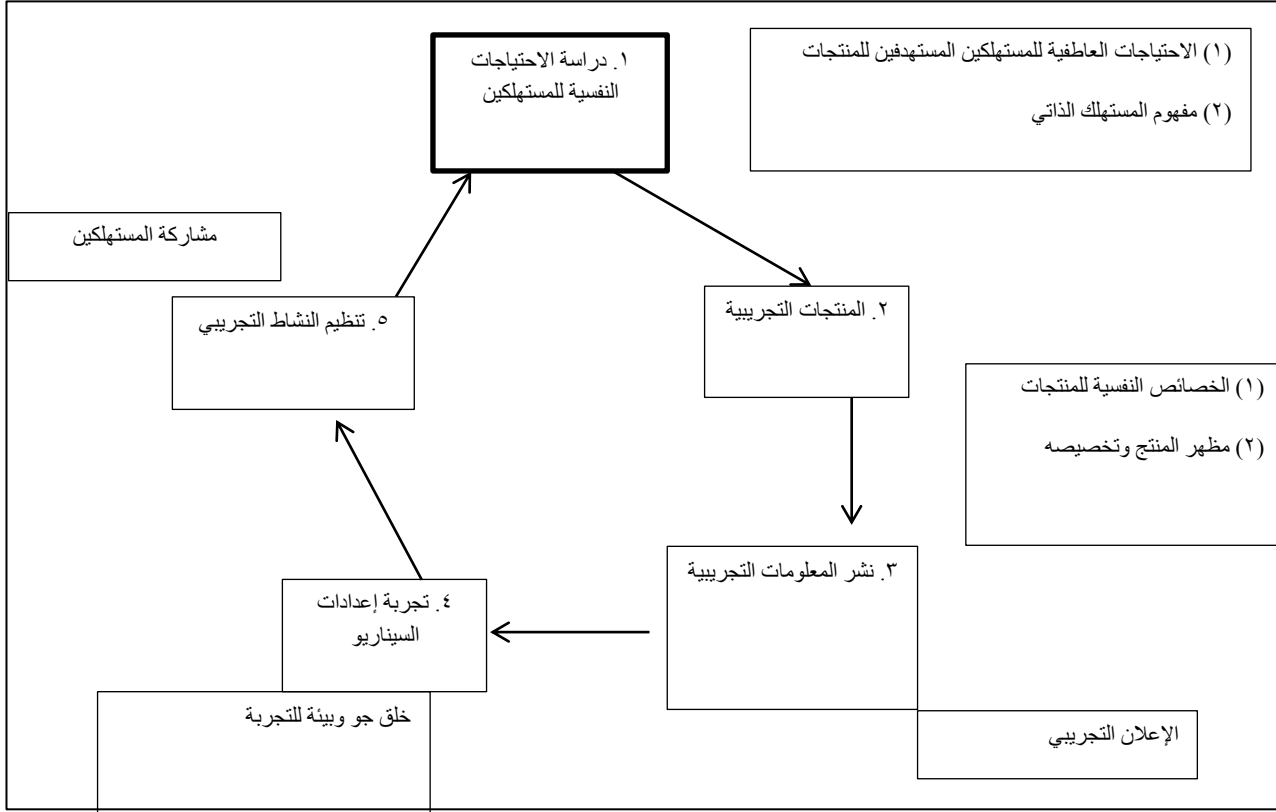 ١. دراسة الاحتياجات
النفسية للمستهلكين
(١) الاحتياجات العاطفية للمستهلكين المستهدفين للمنتجات
(٢) مفهوم المستهلك الذاتي
٢. المنتجات التجريبية
(١) الخصائص النفسية للمنتجات
(٢) مظهر المنتج وتخصيصه
٣. نشر المعلومات التجريبية
الإعلان التجريبي
٤. تجربة إعدادات
السيناريو
خلق جو وبيئة للتجربة
٥. تنظيم النشاط التجريبي
مشاركة المستهلكين